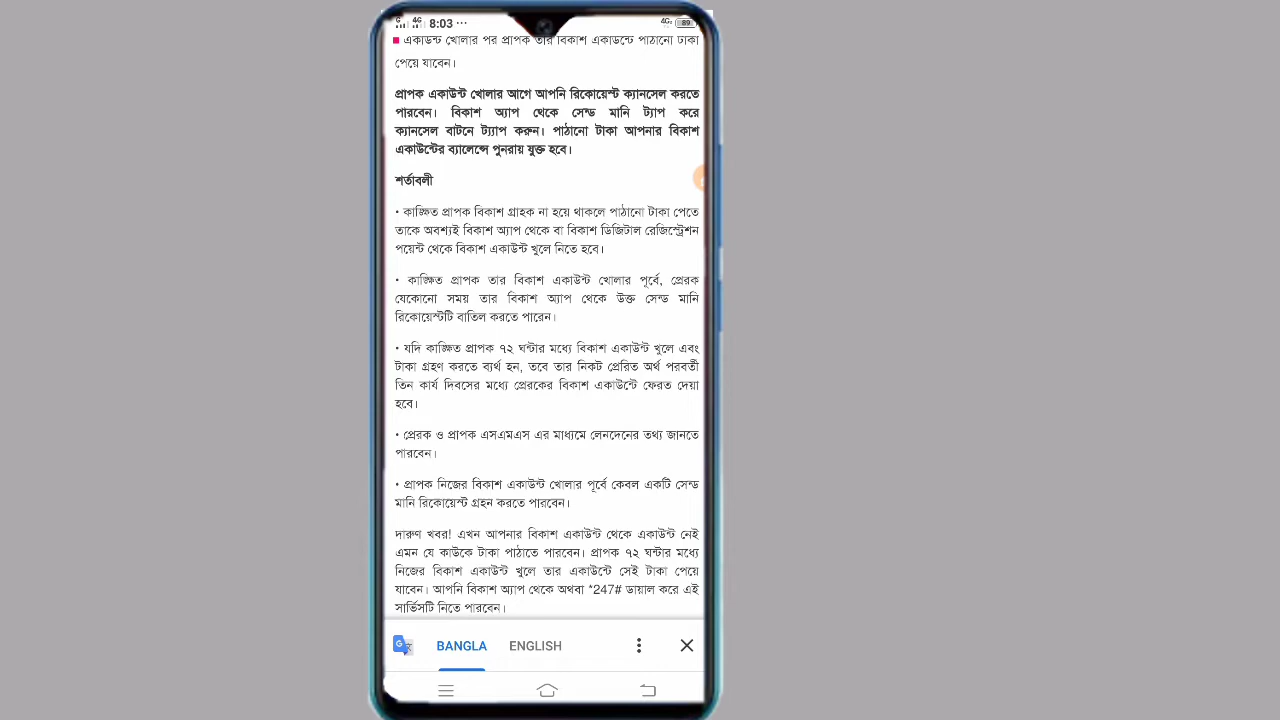 8:03 ...
4G
89
■ একাউন্ট খোলার পর প্রাপক তার বিকাশ একাউন্টে পাঠানো টাকা
পেয়ে যাবেন।
প্রাপক একাউন্ট খোলার আগে আপনি রিকোয়েস্ট ক্যানসেল করতে
পারবেন। বিকাশ অ্যাপ থেকে সেন্ড মানি ট্যাপ করে
ক্যানসেল বাটনে ট্য্যাপ করুন। পাঠানো টাকা আপনার বিকাশ
একাউন্টের ব্যালেন্সে পুনরায় যুক্ত হবে।
শর্তাবলী
• কাঙ্ক্ষিত প্রাপক বিকাশ গ্রাহক না হয়ে থাকলে পাঠানো টাকা পেতে
তাকে অবশ্যই বিকাশ অ্যাপ থেকে বা বিকাশ ডিজিটাল রেজিস্ট্রেশন
পয়েন্ট থেকে বিকাশ একাউন্ট খুলে নিতে হবে।
• কাঙ্ক্ষিত প্রাপক তার বিকাশ একাউন্ট খোলার পূর্বে, প্রেরক
যেকোনো সময় তার বিকাশ অ্যাপ থেকে উক্ত সেন্ড মানি
রিকোয়েস্টটি বাতিল করতে পারেন।
• যদি কাঙ্ক্ষিত প্রাপক ৭২ ঘন্টার মধ্যে বিকাশ একাউন্ট খুলে এবং
টাকা গ্রহণ করতে ব্যর্থ হন, তবে তার নিকট প্রেরিত অর্থ পরবর্তী
তিন কার্য দিবসের মধ্যে প্রেরকের বিকাশ একাউন্টে ফেরত দেয়া
হবে।
• প্রেরক ও প্রাপক এসএমএস এর মাধ্যমে লেনদেনের তথ্য জানতে
পারবেন।
• প্রাপক নিজের বিকাশ একাউন্ট খোলার পূর্বে কেবল একটি সেন্ড
মানি রিকোয়েস্ট গ্রহন করতে পারবেন।
দারুণ খবর! এখন আপনার বিকাশ একাউন্ট থেকে একাউন্ট নেই
এমন যে কাউকে টাকা পাঠাতে পারবেন। প্রাপক ৭২ ঘন্টার মধ্যে
নিজের বিকাশ একাউন্ট খুলে তার একাউন্টে সেই টাকা পেয়ে
যাবেন। আপনি বিকাশ অ্যাপ থেকে অথবা *247# ডায়াল করে এই
সার্ভিসটি নিতে পারবেন।
BANGLA ENGLISH